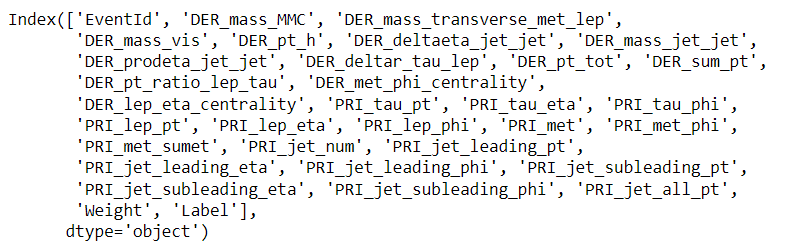 Index(['EventId', 'DER_mass_MMC', 'DER_mass_transverse_met_lep',
'DER_mass_vis', 'DER_pt_h', 'DER_deltaeta_jet_jet', 'DER_mass_jet_jet',
'DER_prodeta_jet_jet', 'DER_deltar_tau_lep', 'DER_pt_tot', 'DER_sum_pt',
'DER_pt_ratio_lep_tau', 'DER_met_phi_centrality',
'DER_lep_eta_centrality', 'PRI_tau_pt', 'PRI_tau_eta', 'PRI_tau_phi',
'PRI_lep_pt', 'PRI_lep_eta', 'PRI_lep_phi', 'PRI_met', 'PRI_met_phi',
'PRI_met_sumet', 'PRI_jet_num', 'PRI_jet_leading_pt',
'PRI_jet_leading_eta', 'PRI_jet_leading_phi', 'PRI_jet_subleading_pt',
'PRI_jet_subleading_eta', 'PRI_jet_subleading_phi', 'PRI_jet_all_pt',
'Weight', 'Label'],
dtype='object')